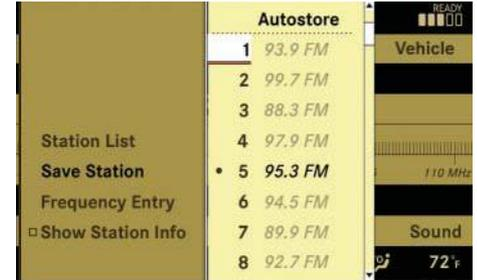 Autostore
READY
1 93.9 FM
Vehicle
2 99.7 FM
3 88.3 FM
Station List
4 97.9 FM
Save Station
• 5 95.3 FM
110 MHz
Frequency Entry
6 94.5 FM
Show Station Info
7 89.9 FM
Sound
8 92.7 FM
72°F